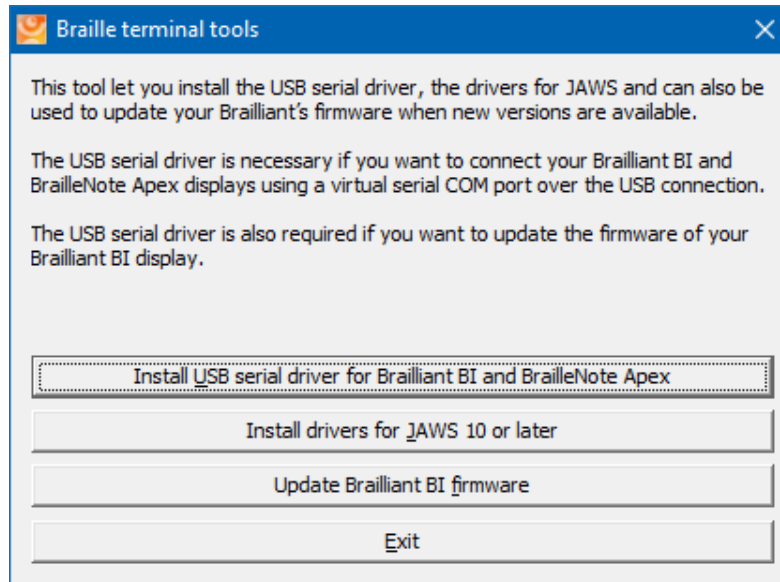 Braille terminal tools
This tool let you install the USB serial driver, the drivers for JAWS and can also be
used to update your Brailliant's firmware when new versions are available.
The USB serial driver is necessary if you want to connect your Brailliant BI and
BrailleNote Apex displays using a virtual serial COM port over the USB connection.
The USB serial driver is also required if you want to update the firmware of your
Brailliant BI display.
Install USB serial driver for Brailliant BI and BrailleNote Apex
Install drivers for JAWS 10 or later
Update Brailliant BI firmware
Exit